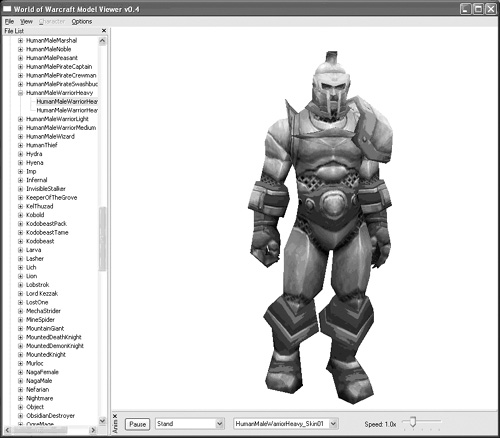 World of Warcraft Model Viewer v0.4
File View Character Options
File List
HumanMaleMarshal
HumanMaleNoble
HumanMalePeasant
HumanMalePirateCaptain
HumanMalePirateCrewman
HumanMalePirateSwashbuc
HumanMaleWarriorHeavy
HumanMaleWarriorHea
HumanMaleWarriorHea
HumanMaleWarriorLight
HumanMaleWarriorMedium
HumanMaleWizard
HumanThief
Hydra
Hyena
Imp
Infernal
InvisibleStalker
KeeperOfTheGrove
KelThuzad
Kobold
KodobeastPack
KodobeastTame
Kodobeast
Larva
Lasher
Lich
Lion
Lobstrok
Lord Kezzak
LostOne
MechaStrider
MineSpider
MountainGiant
MountedDeathKnight
MountedDemonKnight
MountedKnight
Murloc
NagaFemale
NagaMale
Nefarian
Nightmare
Object
ObsidianDestroyer
OgreMage
Anim
Pause
Stand
HumanMaleWarriorHeavy_Skin01
Speed: 1.0x